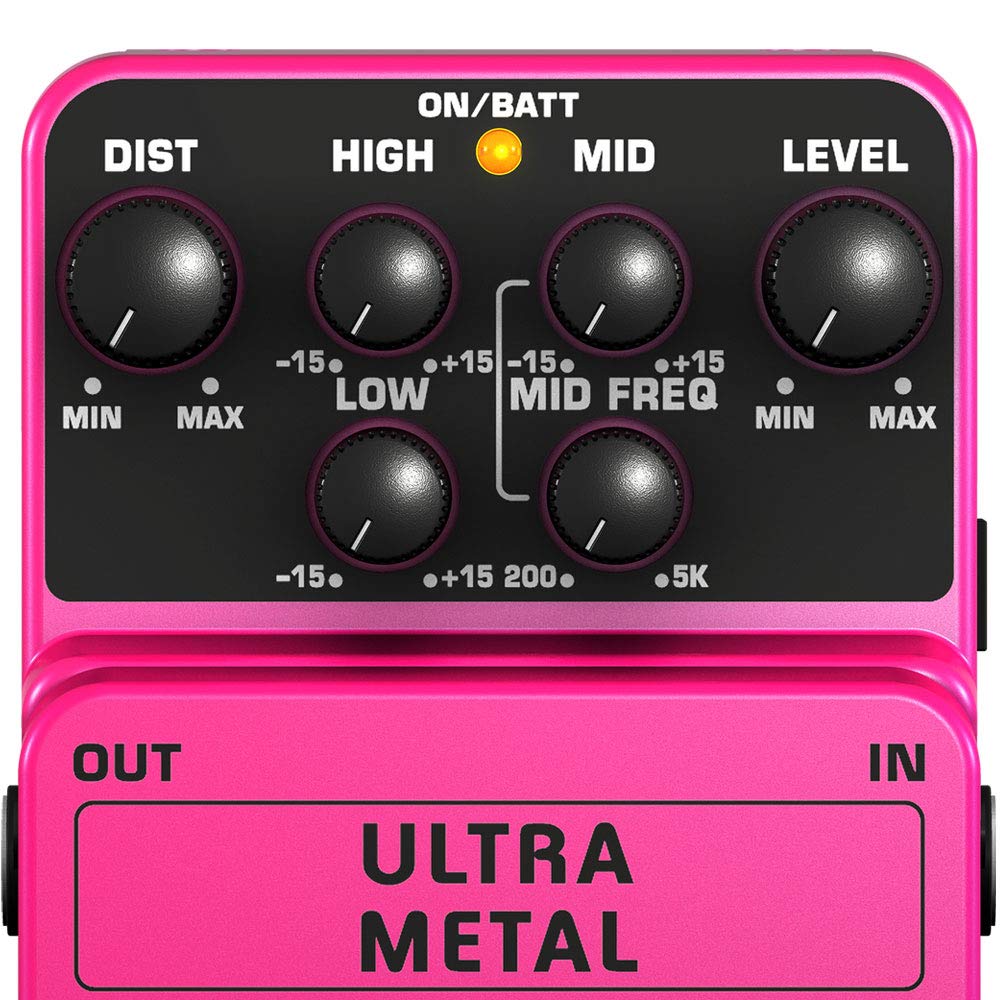 ON/BATT
DIST HIGH MID LEVEL
-15 +15 -15 +15
LOW MID FREQ
MIN MAX MIN MAX
-15 +15 200 5K
OUT IN
ULTRA
METAL